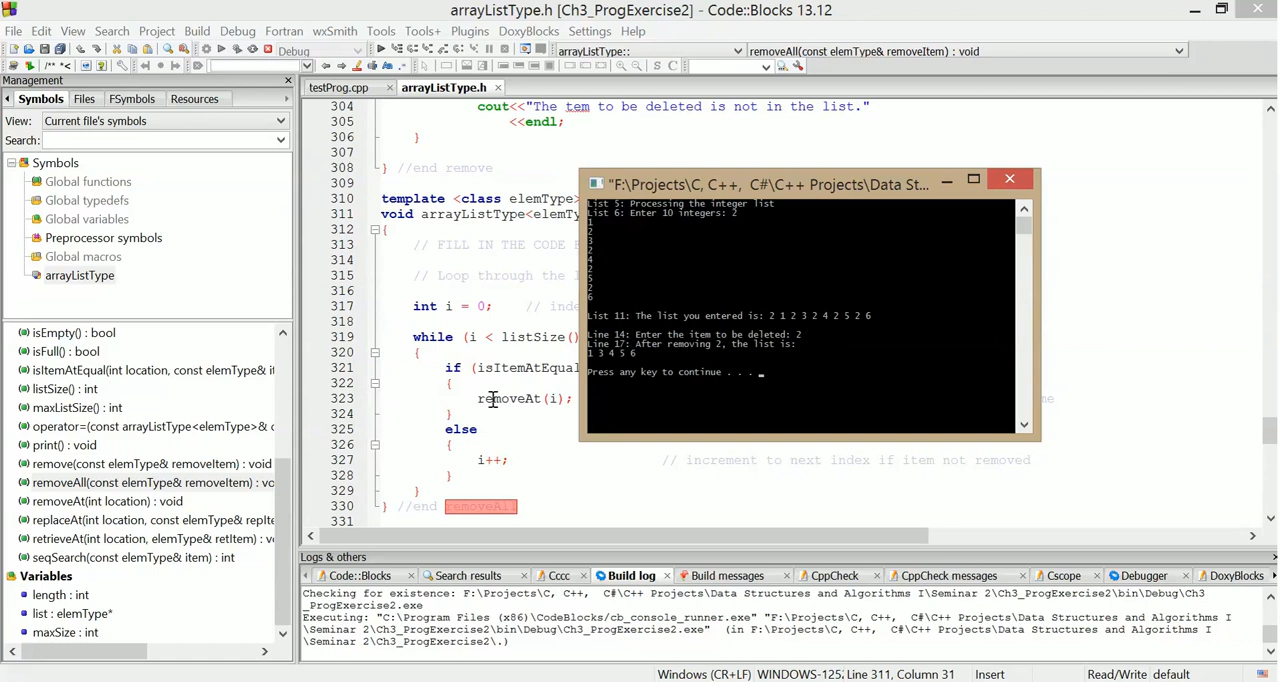 arrayListType.h [Ch3_ProgExercise2] - Code::Blocks 13.12
File Edit View Search Project Build Debug Fortran wxSmith Tools Tools+ Plugins DoxyBlocks Settings Help
Debug
arrayListType::
removeAll(const elemType& removeItem) : void
Management
Symbols Files FSymbols Resources
View: Current file's symbols
Search:
Symbols
Global functions
Global typedefs
Global variables
Preprocessor symbols
Global macros
arrayListType
isEmpty() : bool
isFull() : bool
isItemAtEqual(int location, const elemType& ite
listSize() : int
maxListSize() : int
operator=(const arrayListType<elemType>& c
print() : void
remove(const elemType& removeItem) : void
removeAll(const elemType& removeItem) : vo
removeAt(int location) : void
replaceAt(int location, const elemType& repIte
retrieveAt(int location, elemType& retItem) : v
seqSearch(const elemType& item) : int
Variables
length : int
list : elemType*
maxSize : int
testProg.cpp
arrayListType.h
304 cout<<"The tem to be deleted is not in the list."
305 <<endl;
306 }
307
308 } //end remove
309
310 template <class elemType>
311 void arrayListType<elemTy
312 {
313 // FILL IN THE CODE
314
315 // Loop through the
316
317 int i = 0; // inde
318
319 while (i < listSize()
320 {
321 if (isItemAtEqual
322 {
323 removeAt(i); me
324 }
325 else
326 {
327 i++; // increment to next index if item not removed
328 }
329 }
330 } //end removeAll
331
"F:\Projects\C, C++, C#\C++ Projects\Data St...
List 5: Processing the integer list
List 6: Enter 10 integers: 2
1
2
3
2
4
2
5
2
6
List 11: The list you entered is: 2 1 2 3 2 4 2 5 2 6
Line 14: Enter the item to be deleted: 2
Line 17: After removing 2, the list is:
1 3 4 5 6
Press any key to continue . . .
Logs & others
Code::Blocks Search results Cccc Build log Build messages CppCheck CppCheck messages Cscope Debugger DoxyBlocks
Checking for existence: F:\Projects\C, C++, C#\C++ Projects\Data Structures and Algorithms I\Seminar 2\Ch3_ProgExercise2\bin\Debug\Ch3
_ProgExercise2.exe
Executing: "C:\Program Files (x86)\CodeBlocks/cb_console_runner.exe" "F:\Projects\C, C++, C#\C++ Projects\Data Structures and Algorithms I
\Seminar 2\Ch3_ProgExercise2\bin\Debug\Ch3_ProgExercise2.exe" (in F:\Projects\C, C++, C#\C++ Projects\Data Structures and Algorithms I
\Seminar 2\Ch3_ProgExercise2\.)
Windows (CR+LF) WINDOWS-1252 Line 311, Column 31 Insert Read/Write default